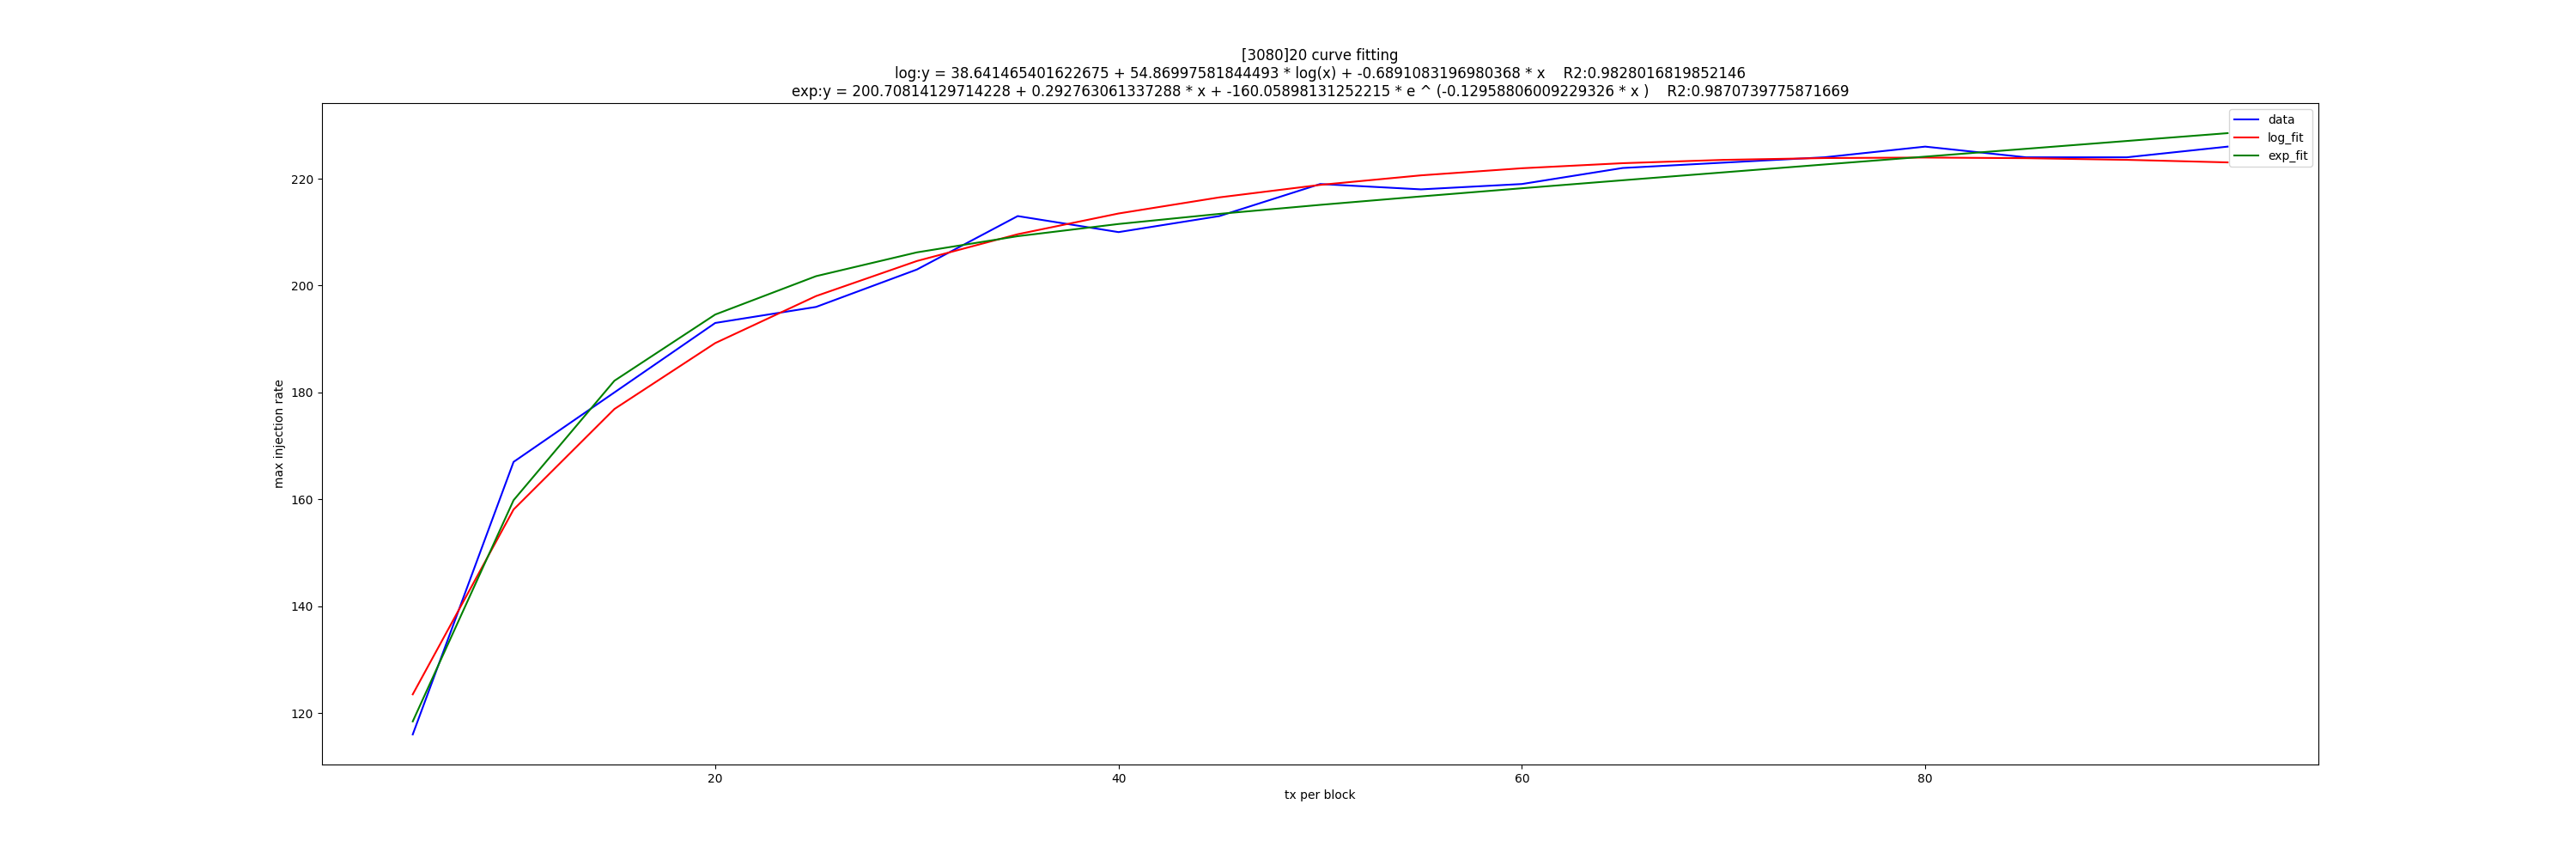 [3080]20 curve fitting
log:y = 38.641465401622675 + 54.86997581844493 * log(x) + -0.6891083196980368 * x    R2:0.9828016819852146
exp:y = 200.70814129714228 + 0.292763061337288 * x + -160.05898131252215 * e ^ (-0.12958806009229326 * x )    R2:0.9870739775871669
data
log_fit
exp_fit
max injection rate
220
200
180
160
140
120
20
40
60
80
tx per block